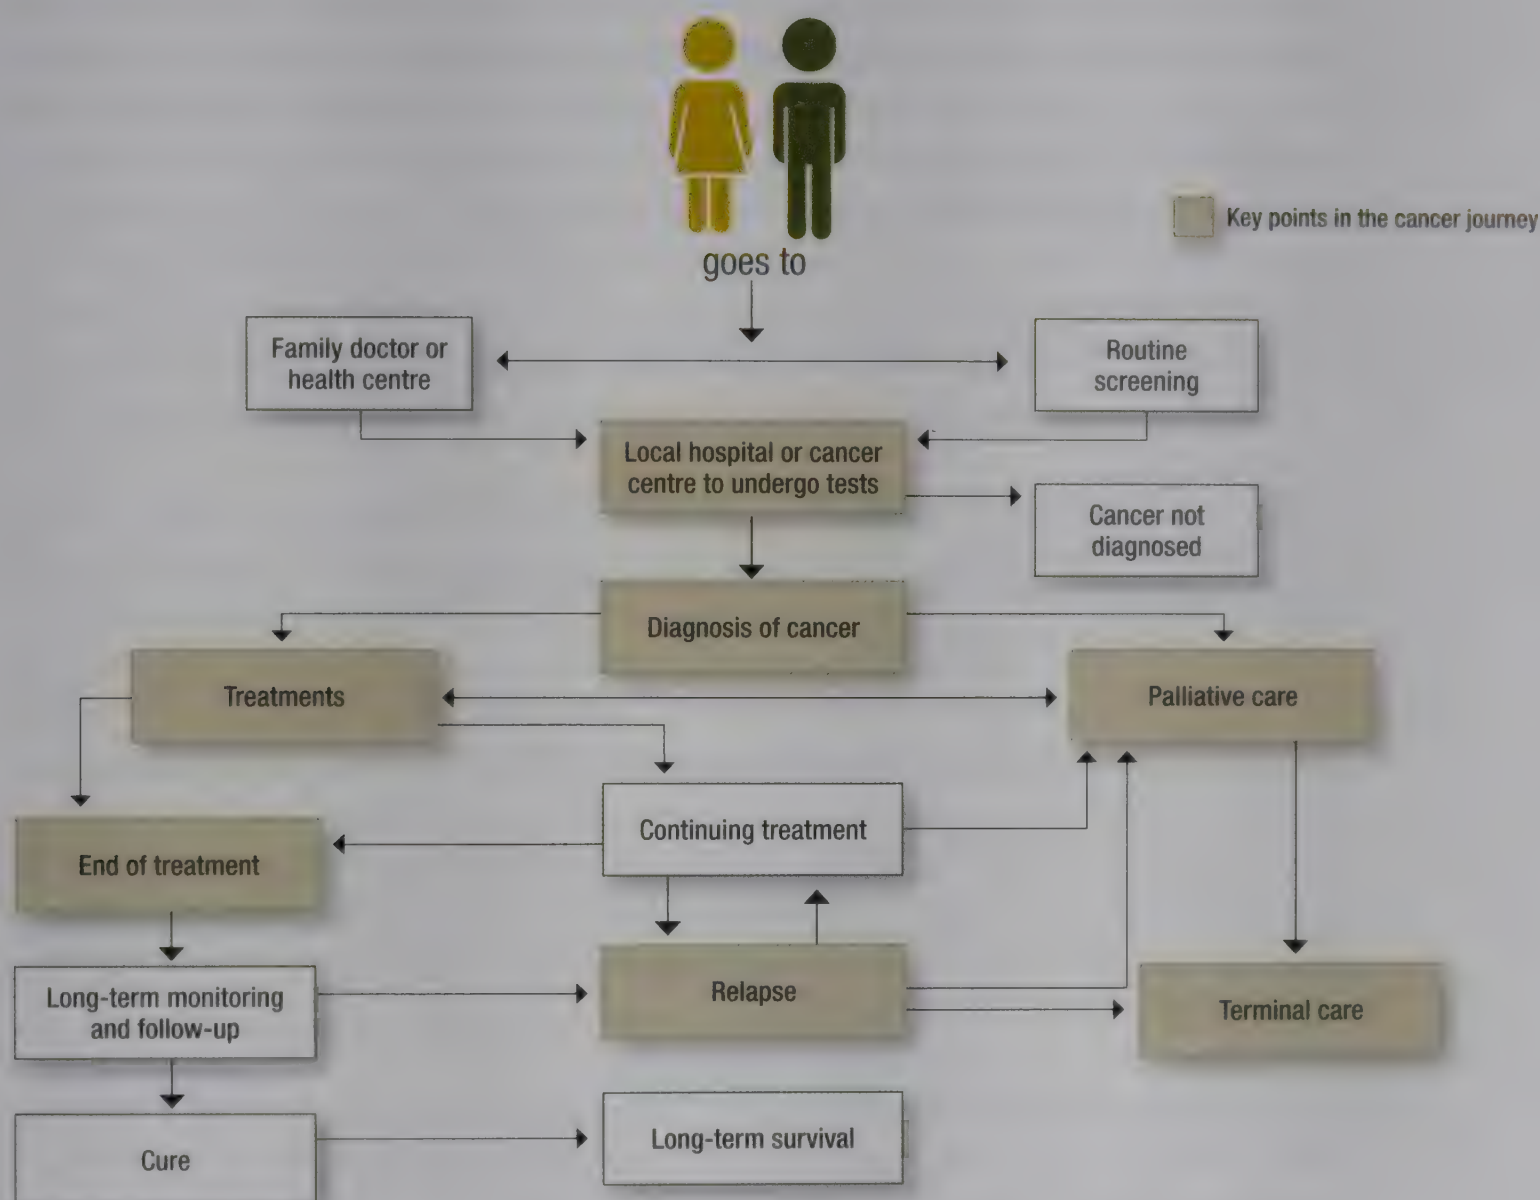 Key points in the cancer journey
goes to
Family doctor or
health centre
Routine
screening
Local hospital or cancer
centre to undergo tests
Cancer not
diagnosed
Diagnosis of cancer
Treatments
Palliative care
Continuing treatment
End of treatment
Relapse
Long-term monitoring
and follow-up
Terminal care
Long-term survival
Cure